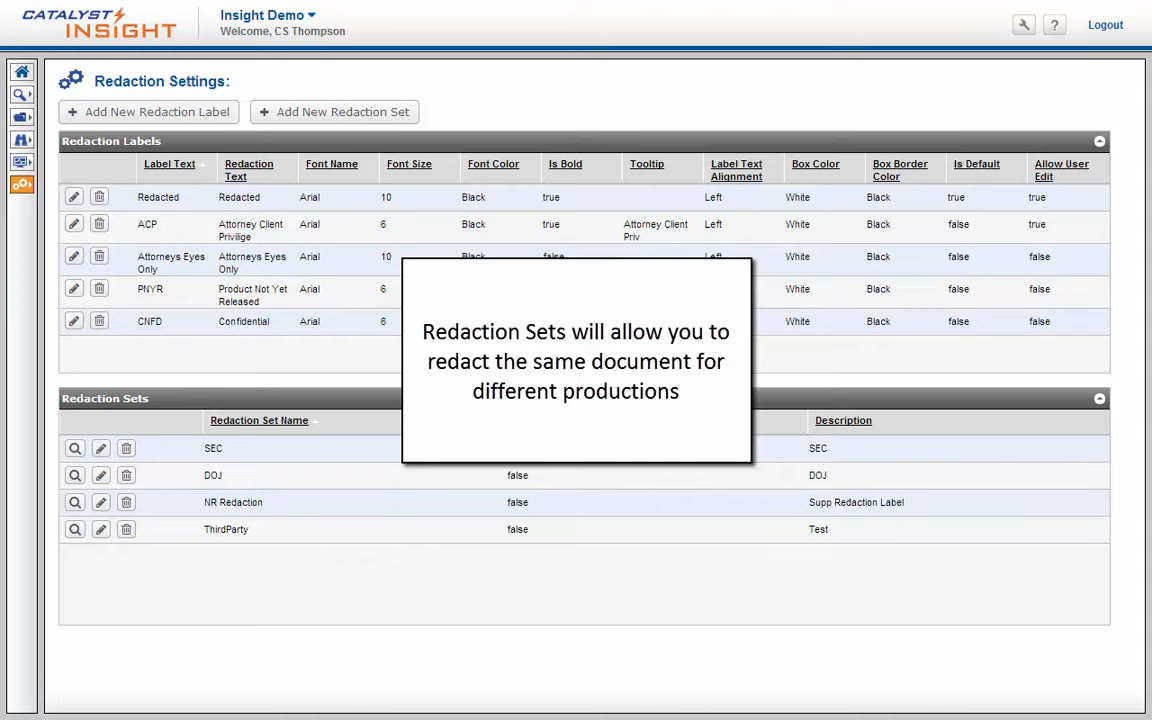 CATALYST
INSIGHT
Insight Demo
Welcome, CS Thompson
?
Logout
Redaction Settings:
+ Add New Redaction Label
+ Add New Redaction Set
Redaction Labels
Label Text Redaction Text Font Name Font Size Font Color Is Bold Tooltip Label Text Alignment Box Color Box Border Color Is Default Allow User Edit
Redacted Redacted Arial 10 Black true Left White Black true true
ACP Attorney Client Privilige Arial 6 Black true Attorney Client Priv Left White Black false true
Attorneys Eyes Only Attorneys Eyes Only Arial 10 Black false Left White Black false false
PNYR Product Not Yet Released Arial 6 White Black false false
CNFD Confidential Arial 6 White Black false false
Redaction Sets will allow you to
redact the same document for
different productions
Redaction Sets
Redaction Set Name Description
SEC SEC
DOJ false DOJ
NR Redaction false Supp Redaction Label
ThirdParty false Test